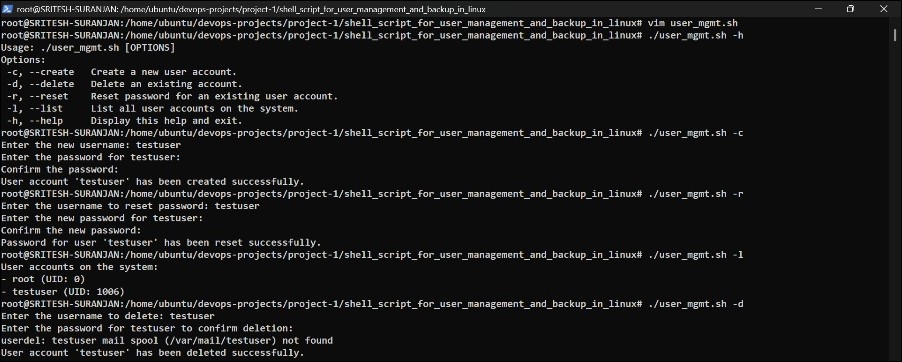 root@SRITESH-SURANJAN: /home/ubuntu/devops-projects/project-1/shell_script_for_user_management_and_backup_in_linux
root@SRITESH-SURANJAN:/home/ubuntu/devops-projects/project-1/shell_script_for_user_management_and_backup_in_linux# vim user_mgmt.sh
root@SRITESH-SURANJAN:/home/ubuntu/devops-projects/project-1/shell_script_for_user_management_and_backup_in_linux# ./user_mgmt.sh -h
Usage: ./user_mgmt.sh [OPTIONS]
Options:
 -c, --create   Create a new user account.
 -d, --delete   Delete an existing account.
 -r, --reset    Reset password for an existing user account.
 -l, --list     List all user accounts on the system.
 -h, --help     Display this help and exit.
root@SRITESH-SURANJAN:/home/ubuntu/devops-projects/project-1/shell_script_for_user_management_and_backup_in_linux# ./user_mgmt.sh -c
Enter the new username: testuser
Enter the password for testuser:
Confirm the password:
User account 'testuser' has been created successfully.
root@SRITESH-SURANJAN:/home/ubuntu/devops-projects/project-1/shell_script_for_user_management_and_backup_in_linux# ./user_mgmt.sh -r
Enter the username to reset password: testuser
Enter the new password for testuser:
Confirm the new password:
Password for user 'testuser' has been reset successfully.
root@SRITESH-SURANJAN:/home/ubuntu/devops-projects/project-1/shell_script_for_user_management_and_backup_in_linux# ./user_mgmt.sh -l
User accounts on the system:
- root (UID: 0)
- testuser (UID: 1006)
root@SRITESH-SURANJAN:/home/ubuntu/devops-projects/project-1/shell_script_for_user_management_and_backup_in_linux# ./user_mgmt.sh -d
Enter the username to delete: testuser
Enter the password for testuser to confirm deletion:
userdel: testuser mail spool (/var/mail/testuser) not found
User account 'testuser' has been deleted successfully.